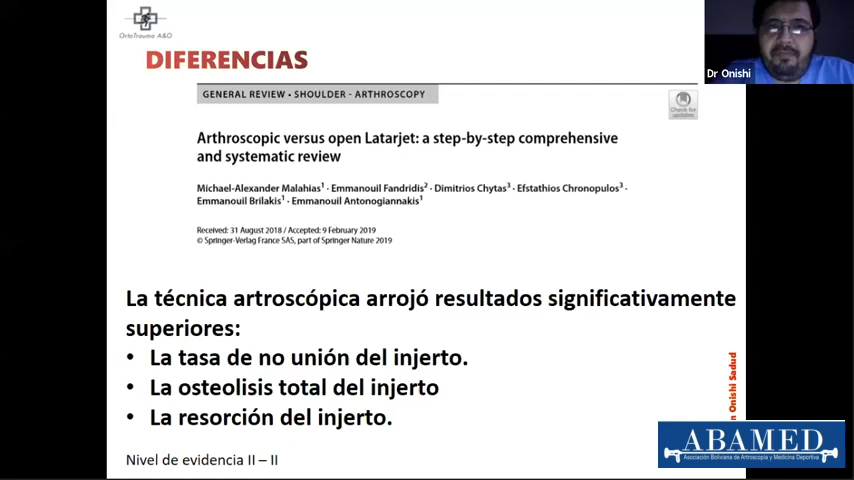 OrtoTrauma A&O
DIFERENCIAS
Dr Onishi
GENERAL REVIEW • SHOULDER - ARTHROSCOPY
Check for
updates
Arthroscopic versus open Latarjet: a step-by-step comprehensive
and systematic review
Michael-Alexander Malahias1 · Emmanouil Fandridis2 · Dimitrios Chytas3 · Efstathios Chronopulos3 ·
Emmanouil Brilakis1 · Emmanouil Antonogiannakis1
Received: 31 August 2018 / Accepted: 9 February 2019
© Springer-Verlag France SAS, part of Springer Nature 2019
La técnica artroscópica arrojó resultados significativamente
superiores:
• La tasa de no unión del injerto.
• La osteolisis total del injerto
• La resorción del injerto.
Nivel de evidencia II – II
Onishi Sadud
ABAMED
Asociación Boliviana de Artroscopía y Medicina Deportiva